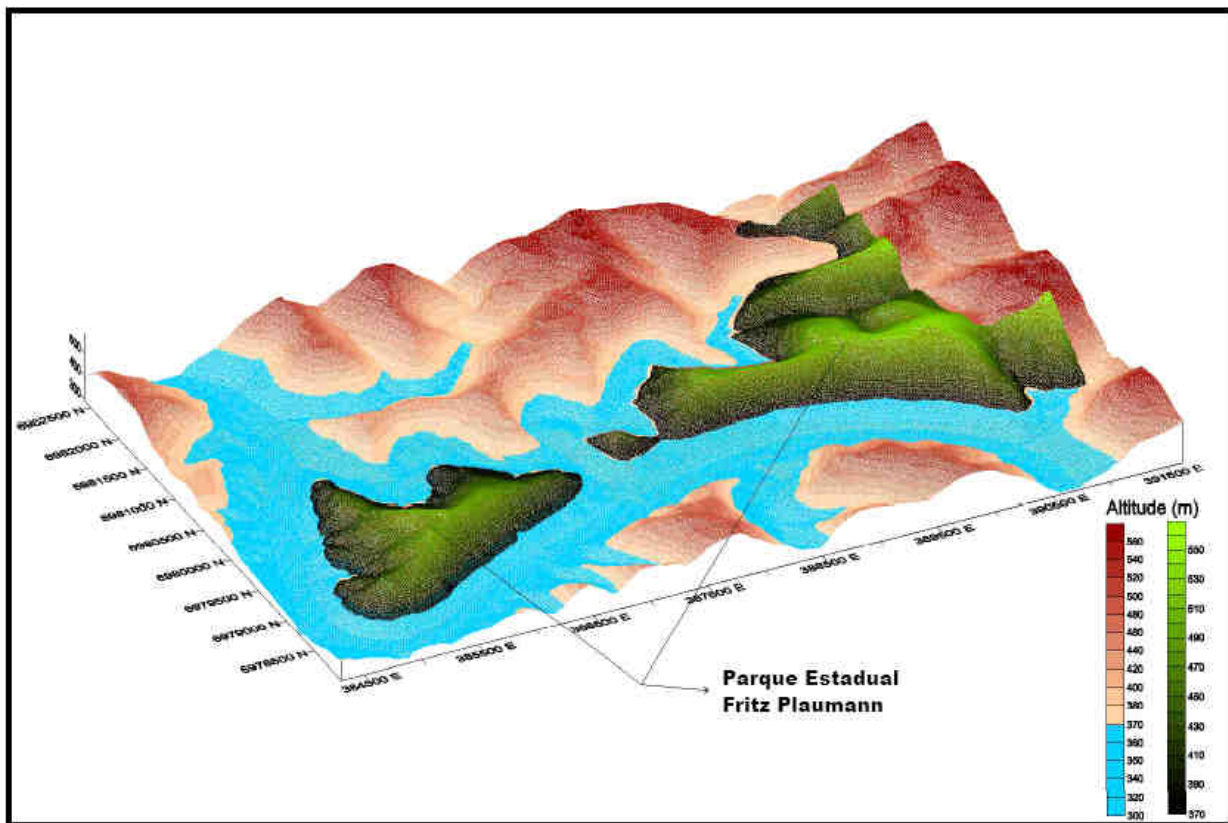 600
400
6982500 N
6982000 N
6981500 N
6981000 N
6980500 N
6980000 N
6979500 N
6979000 N
6978500 N
384500 E
385500 E
386500 E
387500 E
388500 E
389500 E
390500 E
391500 E
Parque Estadual
Fritz Plaumann
Altitude (m)
560
540
520
500
480
460
440
420
400
370
360
350
340
320
300
550
530
510
490
470
450
430
410
390
370